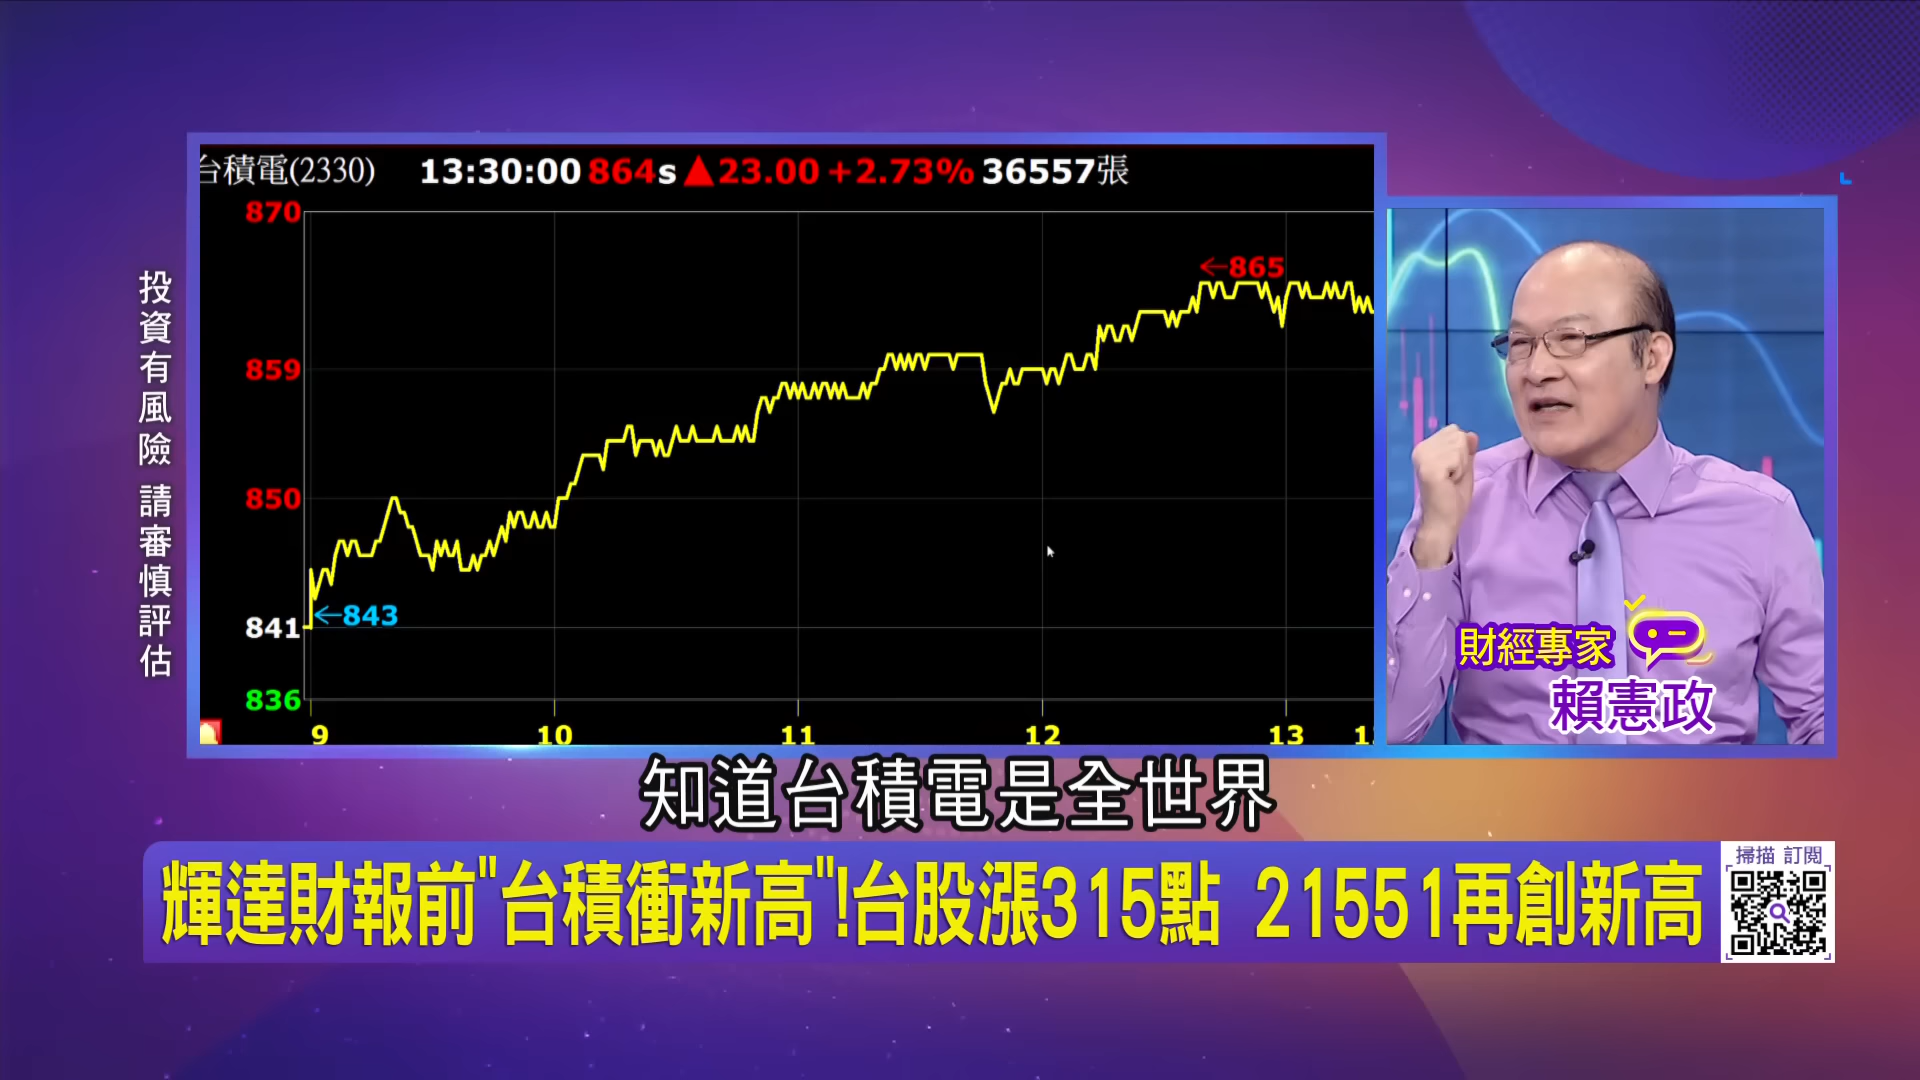 台積電(2330) 13:30:00 864s ▲23.00 +2.73% 36557張
870
859
850
841
836
←865
←843
9 10 11 12 13
投資有風險 請審慎評估
財經專家
賴憲政
知道台積電是全世界
輝達財報前"台積衝新高"!台股漲315點 21551再創新高
掃描 訂閱